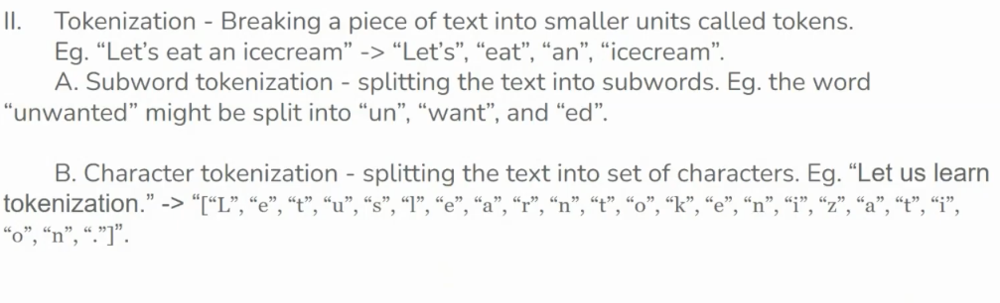 II. Tokenization - Breaking a piece of text into smaller units called tokens.
Eg. “Let’s eat an icecream” -> “Let’s”, “eat”, “an”, “icecream”.
A. Subword tokenization - splitting the text into subwords. Eg. the word
“unwanted” might be split into “un”, “want”, and “ed”.
B. Character tokenization - splitting the text into set of characters. Eg. “Let us learn
tokenization.” -> “[“L”, “e”, “t”, “u”, “s”, “l”, “e”, “a”, “r”, “n”, “t”, “o”, “k”, “e”, “n”, “i”, “z”, “a”, “t”, “i”,
“o”, “n”, “.”]”.